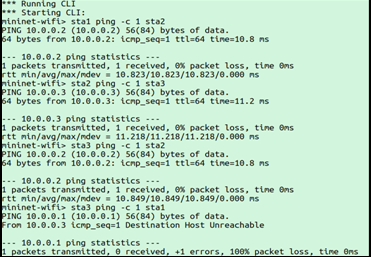 *** Running CLI
*** Starting CLI:
mininet-wifi> sta1 ping -c 1 sta2
PING 10.0.0.2 (10.0.0.2) 56(84) bytes of data.
64 bytes from 10.0.0.2: icmp_seq=1 ttl=64 time=10.8 ms

--- 10.0.0.2 ping statistics ---
1 packets transmitted, 1 received, 0% packet loss, time 0ms
rtt min/avg/max/mdev = 10.823/10.823/10.823/0.000 ms
mininet-wifi> sta2 ping -c 1 sta3
PING 10.0.0.3 (10.0.0.3) 56(84) bytes of data.
64 bytes from 10.0.0.3: icmp_seq=1 ttl=64 time=11.2 ms

--- 10.0.0.3 ping statistics ---
1 packets transmitted, 1 received, 0% packet loss, time 0ms
rtt min/avg/max/mdev = 11.218/11.218/11.218/0.000 ms
mininet-wifi> sta3 ping -c 1 sta2
PING 10.0.0.2 (10.0.0.2) 56(84) bytes of data.
64 bytes from 10.0.0.2: icmp_seq=1 ttl=64 time=10.8 ms

--- 10.0.0.2 ping statistics ---
1 packets transmitted, 1 received, 0% packet loss, time 0ms
rtt min/avg/max/mdev = 10.849/10.849/10.849/0.000 ms
mininet-wifi> sta3 ping -c 1 sta1
PING 10.0.0.1 (10.0.0.1) 56(84) bytes of data.
From 10.0.0.3 icmp_seq=1 Destination Host Unreachable

--- 10.0.0.1 ping statistics ---
1 packets transmitted, 0 received, +1 errors, 100% packet loss, time 0ms